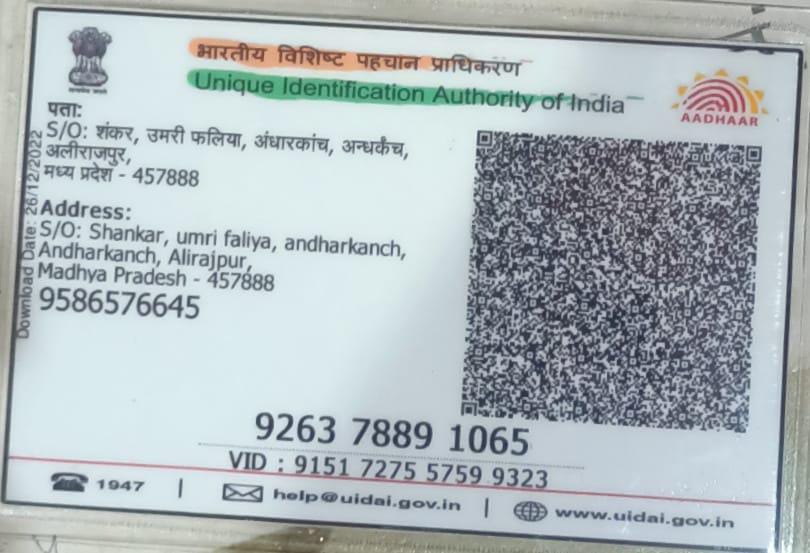 भारतीय विशिष्ट पहचान प्राधिकरण
Unique Identification Authority of India
AADHAAR
पता:
S/O: शंकर, उमरी फलिया, अंधारकांच, अन्धकँच,
अलीराजपुर,
मध्य प्रदेश - 457888
Address:
S/O: Shankar, umri faliya, andharkanch,
Andharkanch, Alirajpur,
Madhya Pradesh - 457888
9586576645
Download Date: 26/12/2022
9263 7889 1065
VID : 9151 7275 5759 9323
1947 | help@uidai.gov.in | www.uidai.gov.in